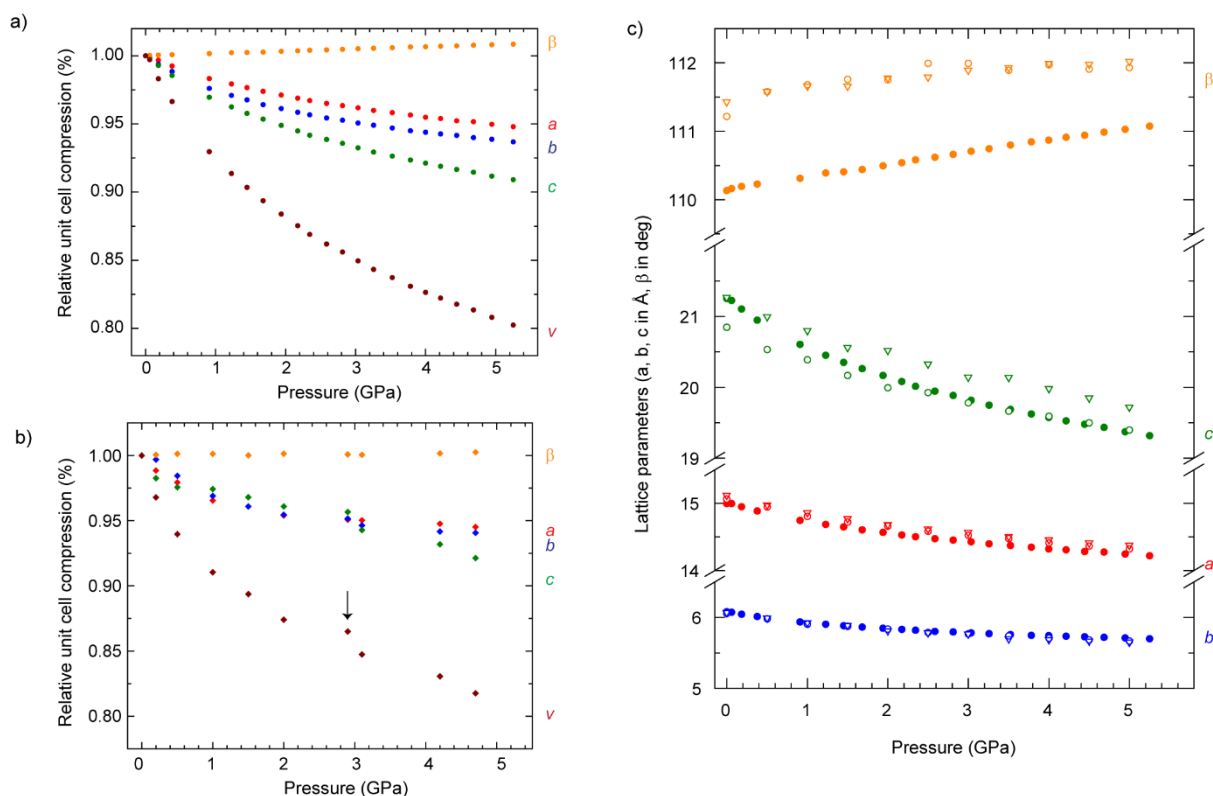 a)
Relative unit cell compression (%)
1.00
0.95
0.90
0.85
0.80
β
a
b
c
v
0 1 2 3 4 5
Pressure (GPa)
b)
Relative unit cell compression (%)
1.00
0.95
0.90
0.85
0.80
β
a
b
c
v
0 1 2 3 4 5
Pressure (GPa)
c)
Lattice parameters (a, b, c in Å, β in deg)
112
111
110
21
20
19
15
14
6
5
β
c
a
b
0 1 2 3 4 5
Pressure (GPa)